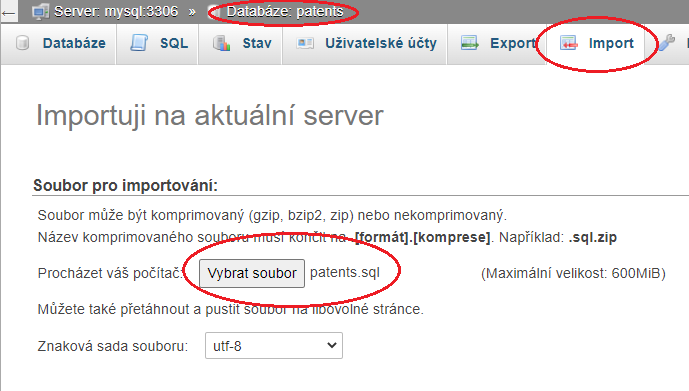 ← Server: mysql:3306 » Databáze: patents
Databáze SQL Stav Uživatelské účty Export Import
Importuji na aktuální server
Soubor pro importování:
Soubor může být komprimovaný (gzip, bzip2, zip) nebo nekomprimovaný.
Název komprimovaného souboru musí končit na .[formát].[komprese]. Například: .sql.zip
Procházet váš počítač: Vybrat soubor patents.sql (Maximální velikost: 600MiB)
Můžete také přetáhnout a pustit soubor na libovolné stránce.
Znaková sada souboru: utf-8